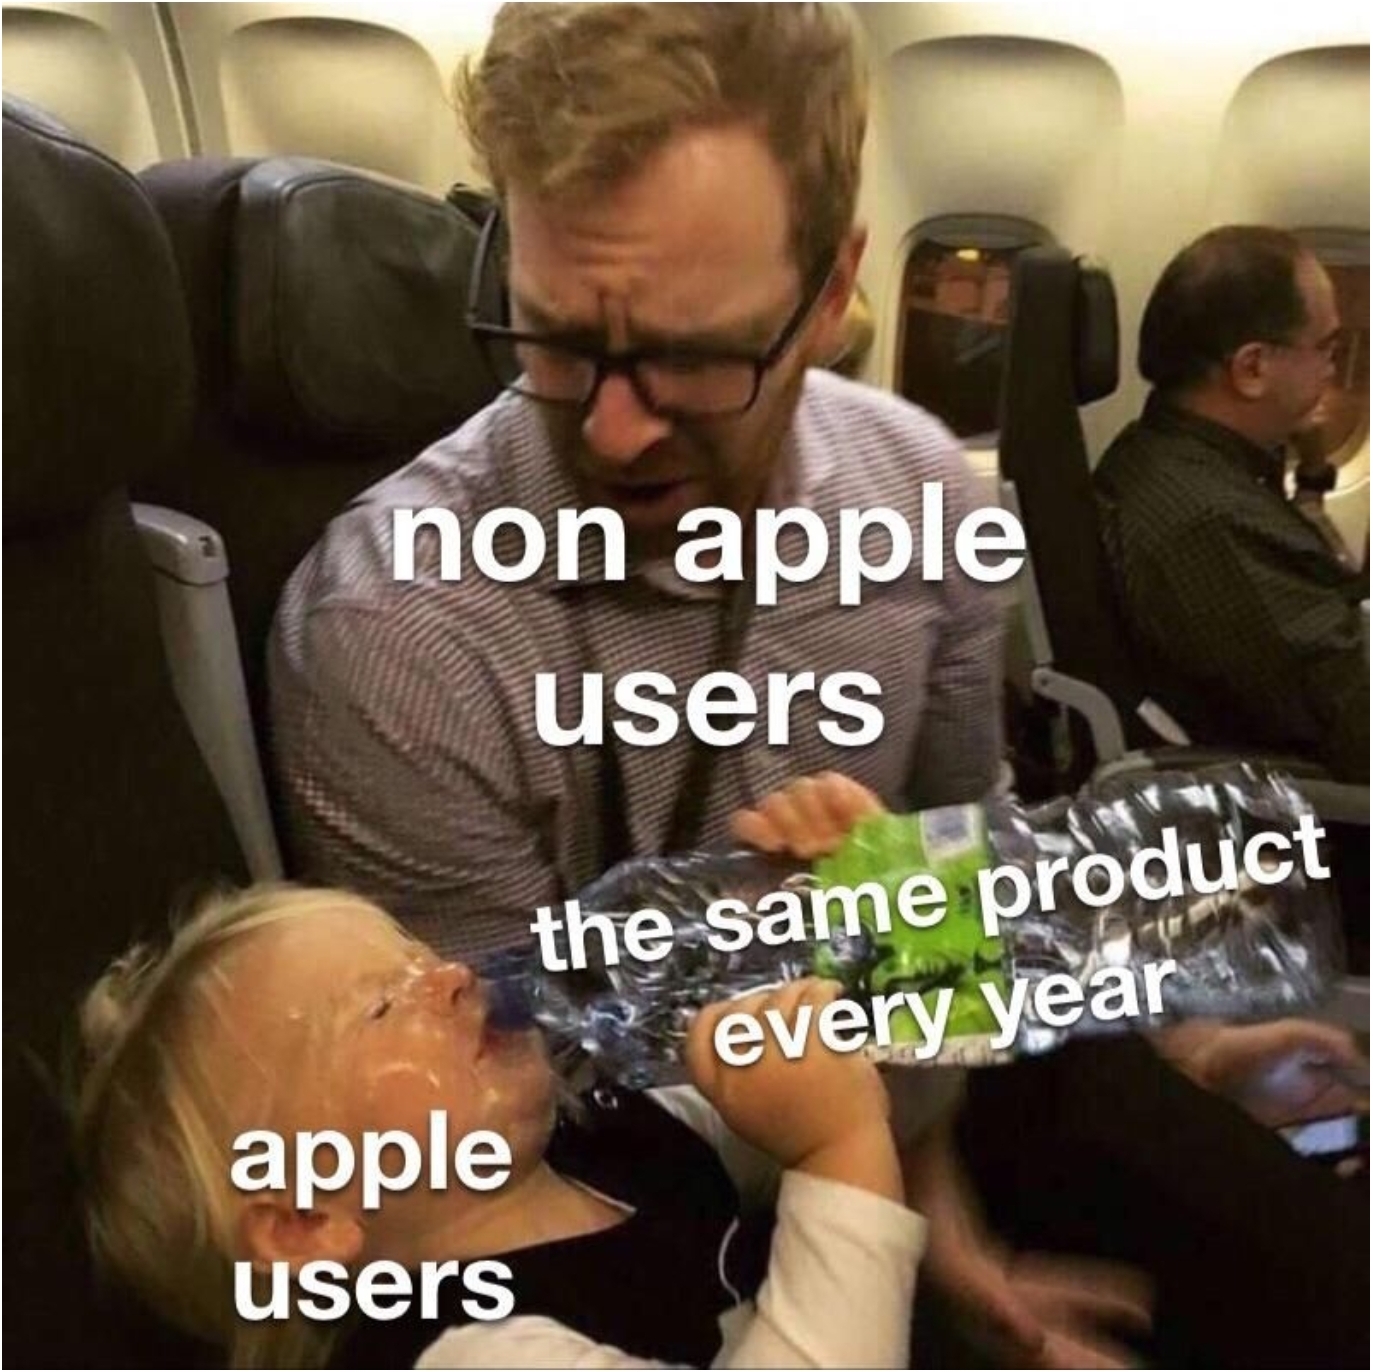 non apple
users
the same product
every year
apple
users